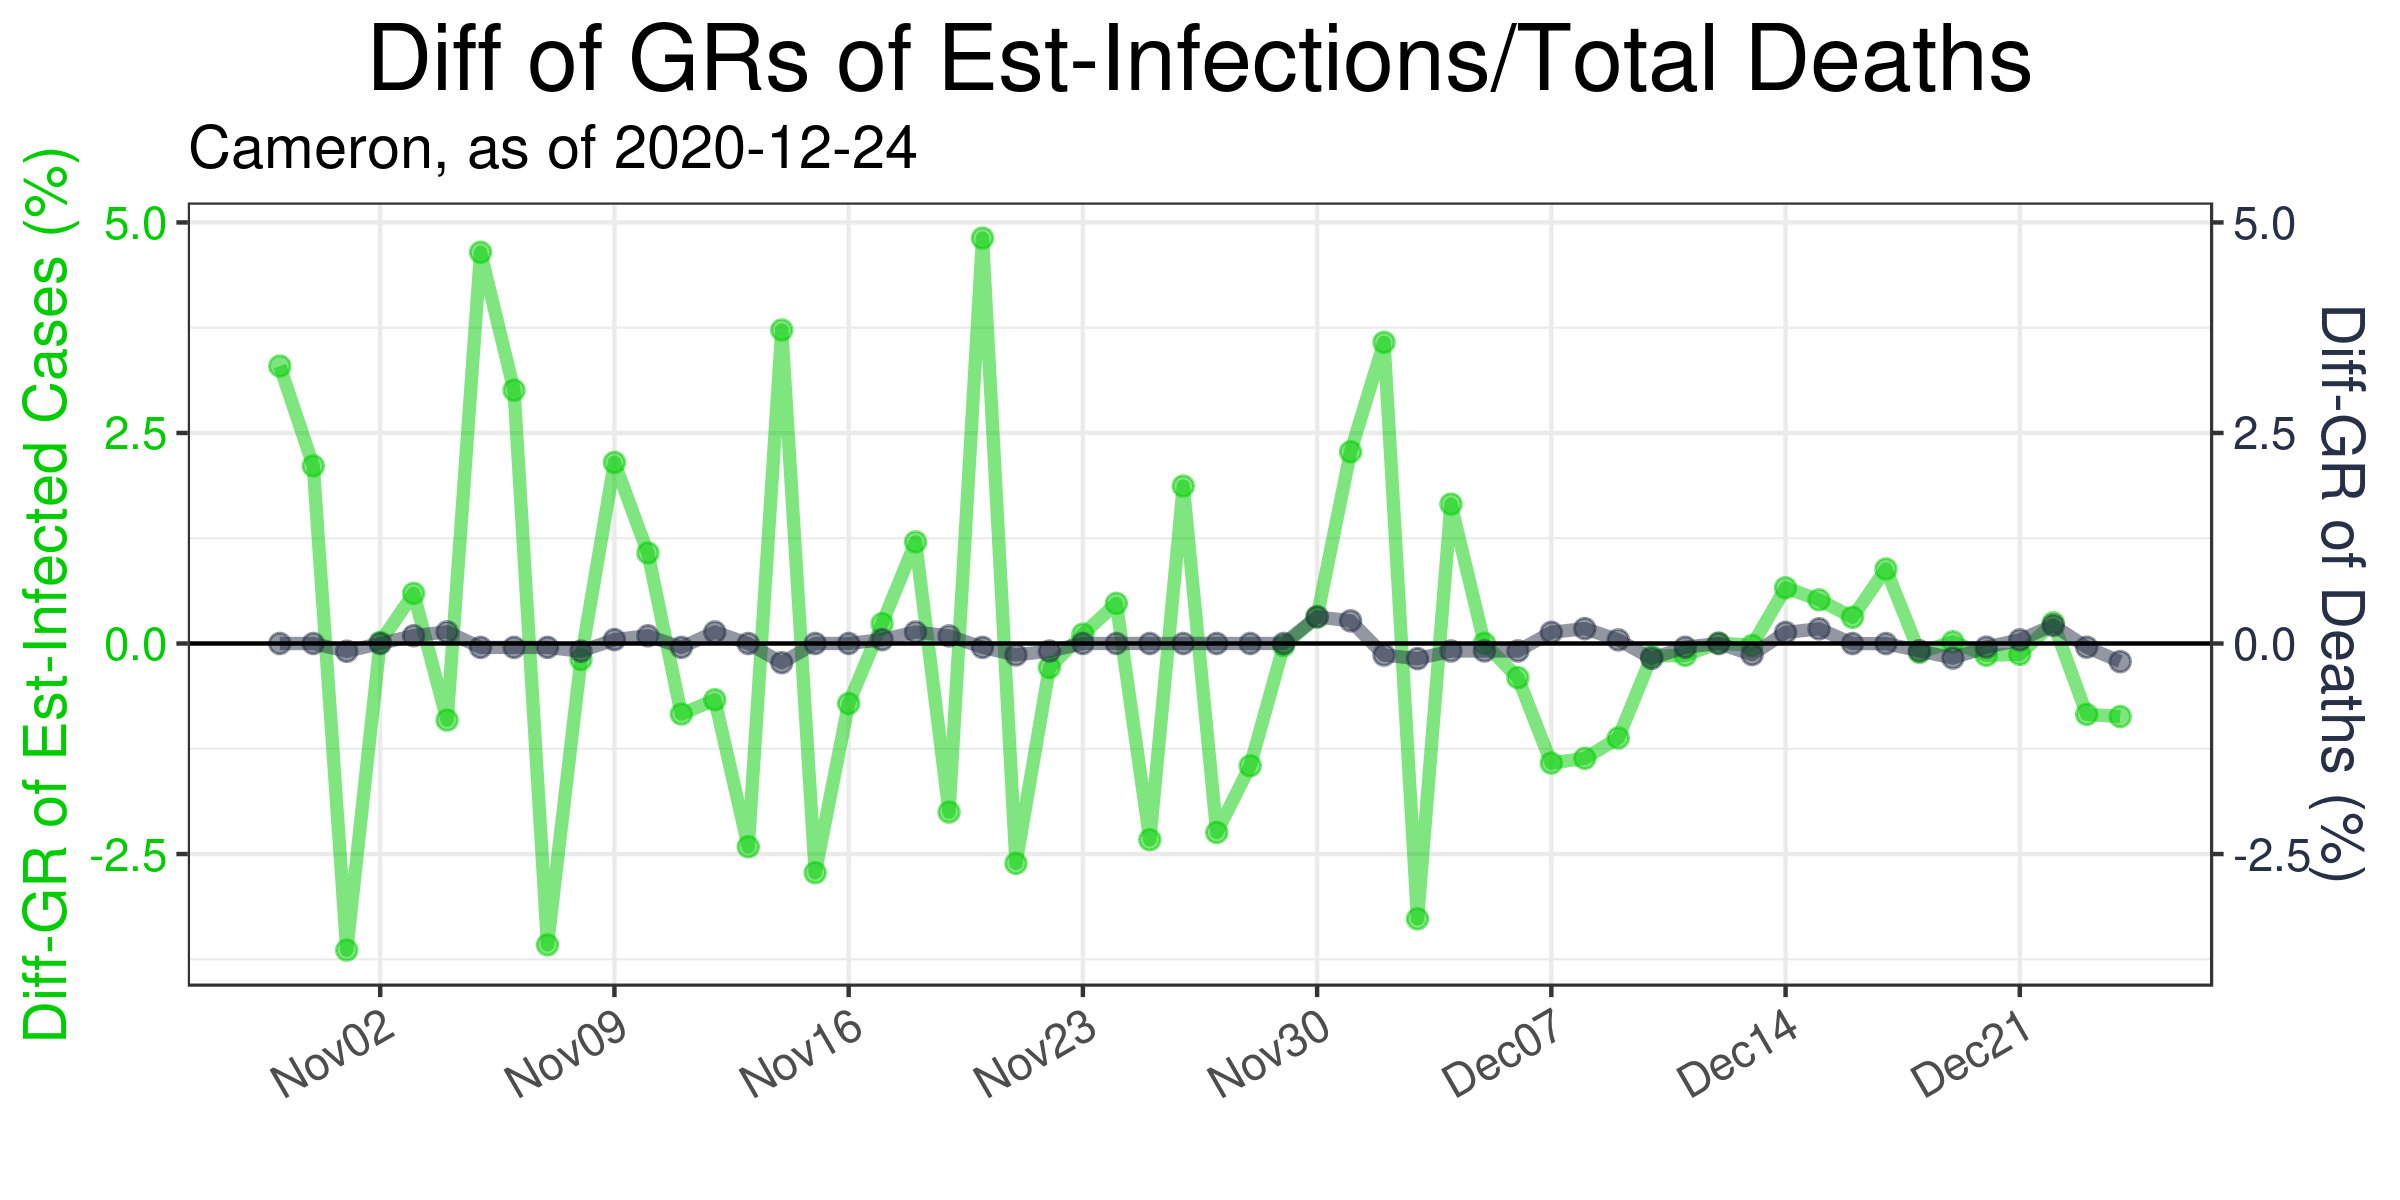 Diff of GRs of Est-Infections/Total Deaths
Cameron, as of 2020-12-24
Diff-GR of Est-Infected Cases (%)
5.0
2.5
0.0
-2.5
5.0
2.5
0.0
-2.5
Diff-GR of Deaths (%)
Nov02
Nov09
Nov16
Nov23
Nov30
Dec07
Dec14
Dec21